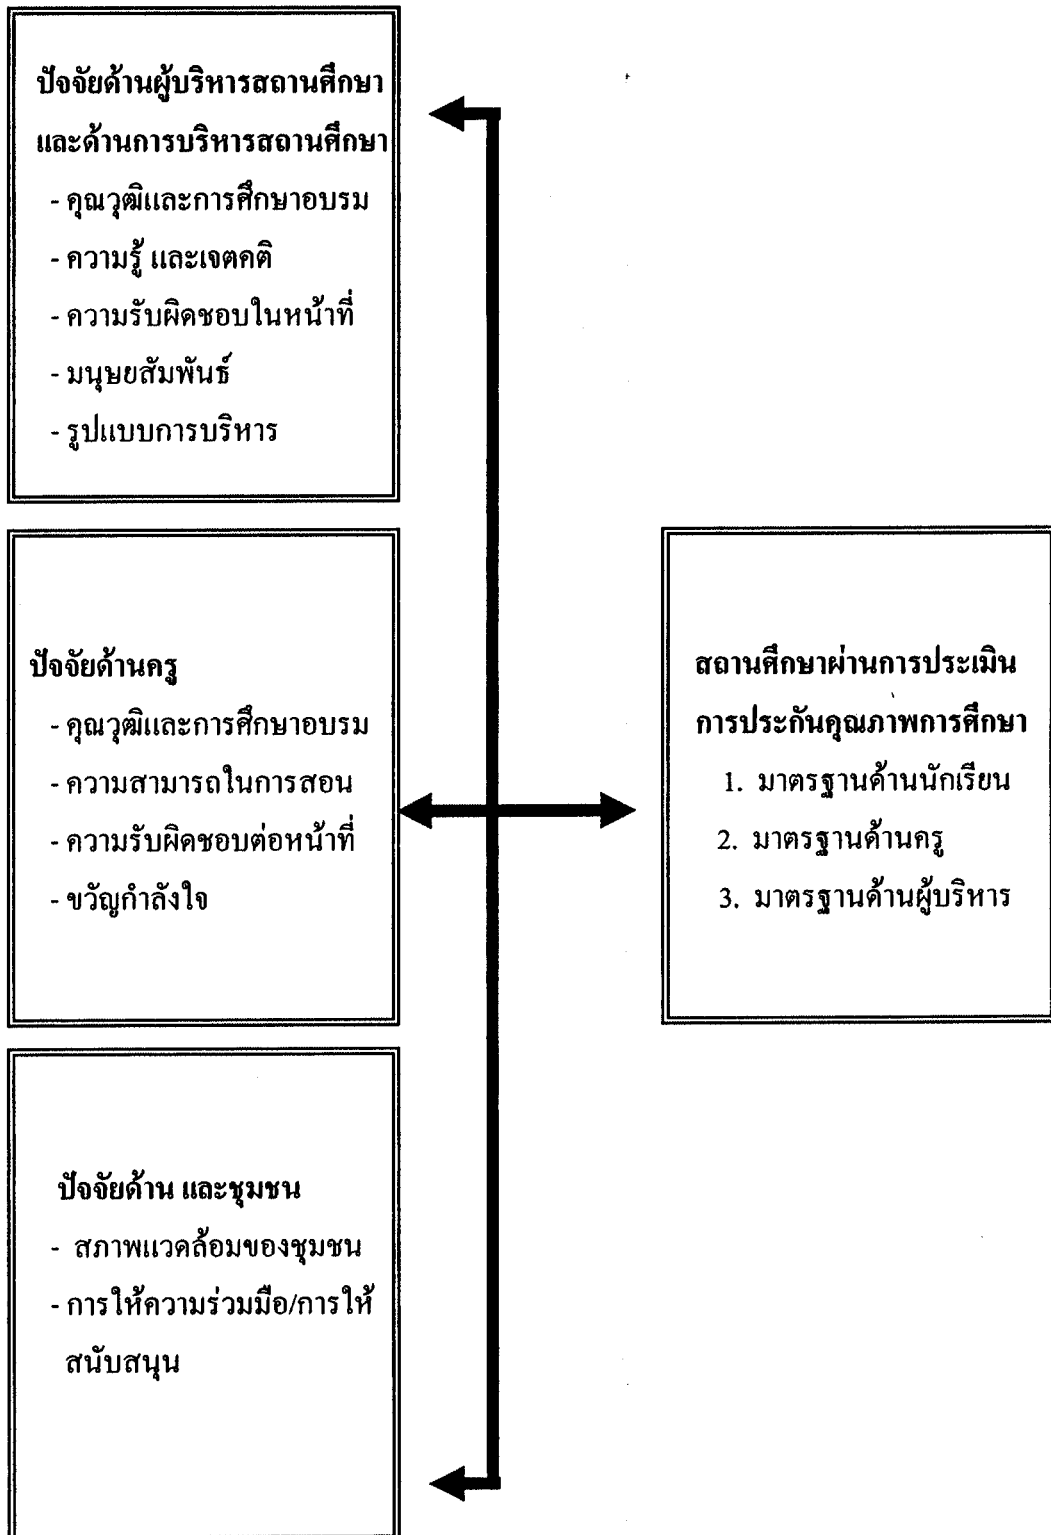 ปัจจัยด้านผู้บริหารสถานศึกษา
และด้านการบริหารสถานศึกษา
- คุณวุฒิและการศึกษาอบรม
- ความรู้ และเจตคติ
- ความรับผิดชอบในหน้าที่
- มนุษยสัมพันธ์
- รูปแบบการบริหาร
ปัจจัยด้านครู
- คุณวุฒิและการศึกษาอบรม
- ความสามารถในการสอน
- ความรับผิดชอบต่อหน้าที่
- ขวัญกำลังใจ
ปัจจัยด้าน และชุมชน
- สภาพแวดล้อมของชุมชน
- การให้ความร่วมมือ/การให้
สนับสนุน
สถานศึกษาผ่านการประเมิน
การประกันคุณภาพการศึกษา
1. มาตรฐานด้านนักเรียน
2. มาตรฐานด้านครู
3. มาตรฐานด้านผู้บริหาร